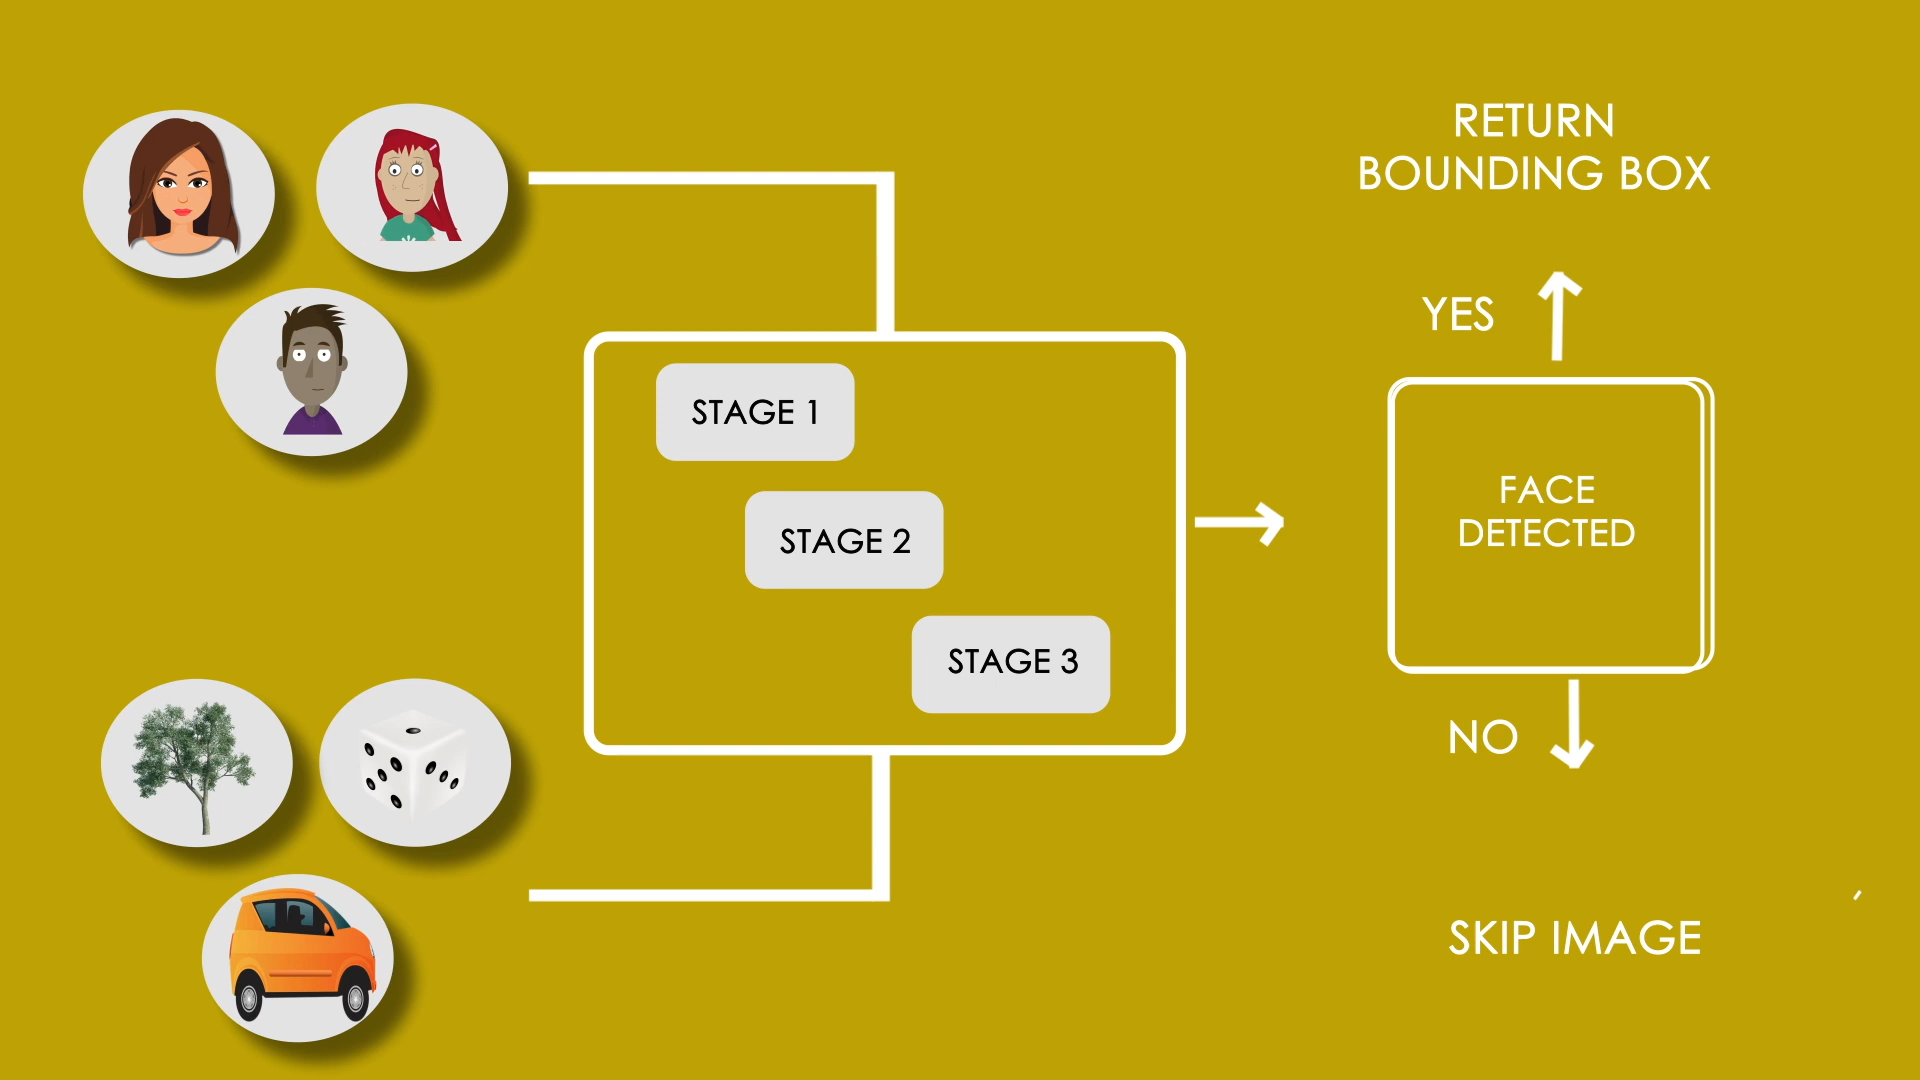 RETURN
BOUNDING BOX
YES
STAGE 1
STAGE 2
STAGE 3
FACE
DETECTED
NO
SKIP IMAGE